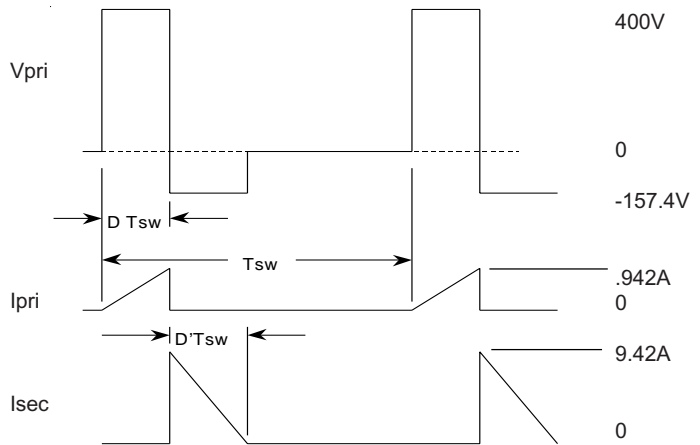 400V
Vpri
0
-157.4V
D Tsw
Tsw
.942A
Ipri
0
D'Tsw
9.42A
Isec
0